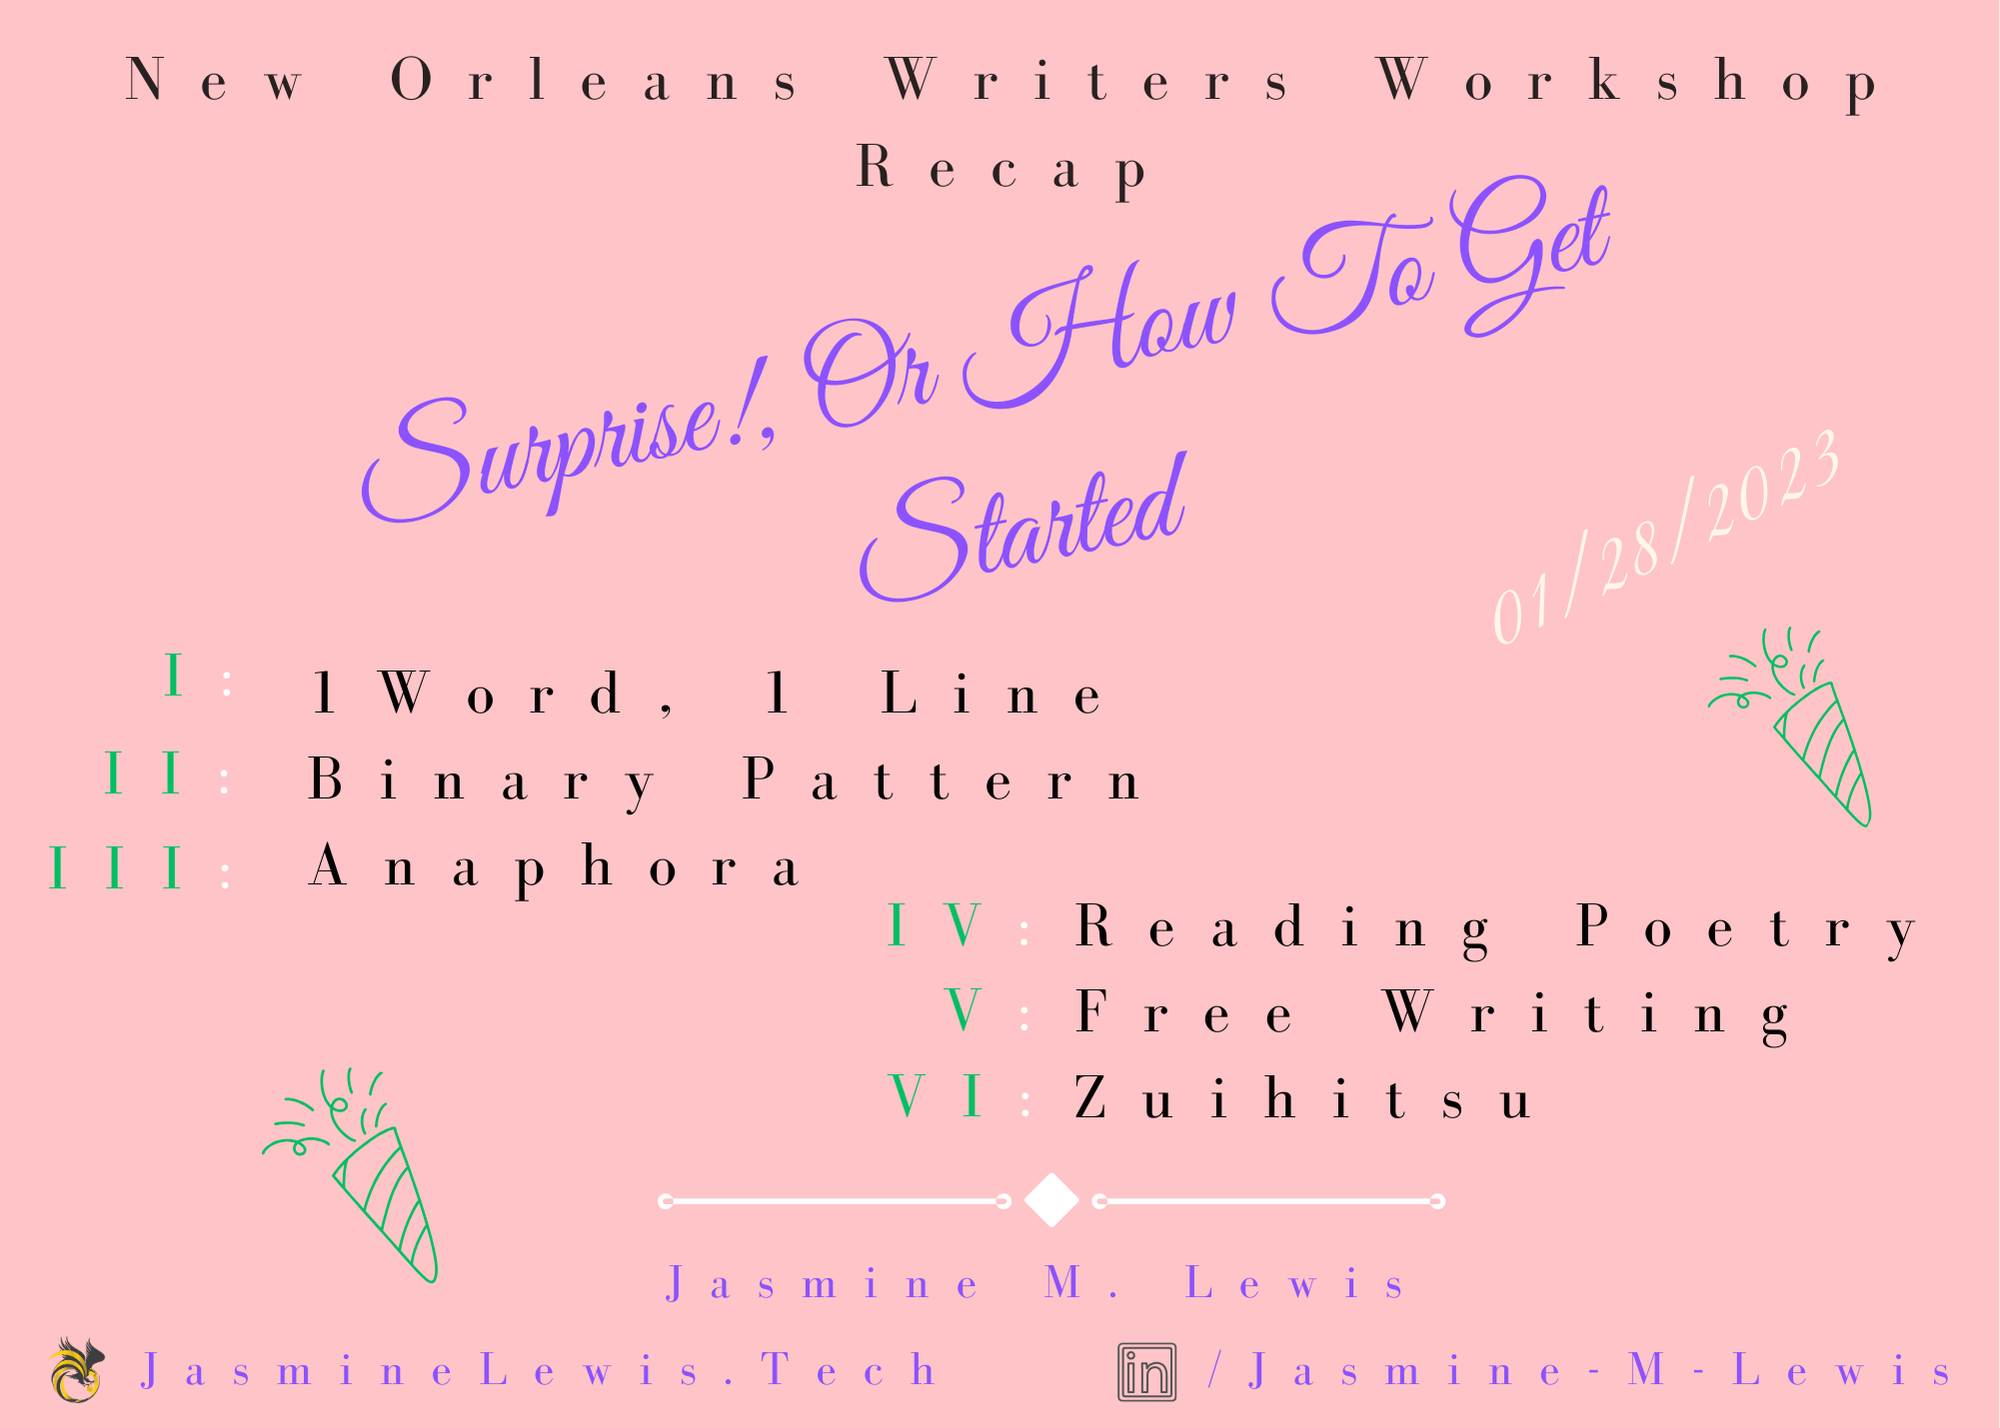 New Orleans Writers Workshop
Recap
Surprise!, Or How To Get
Started
01/28/2023
I: 1 Word, 1 Line
II: Binary Pattern
III: Anaphora
IV: Reading Poetry
V: Free Writing
VI: Zuihitsu
Jasmine M. Lewis
JasmineLewis.Tech
in /Jasmine-M-Lewis